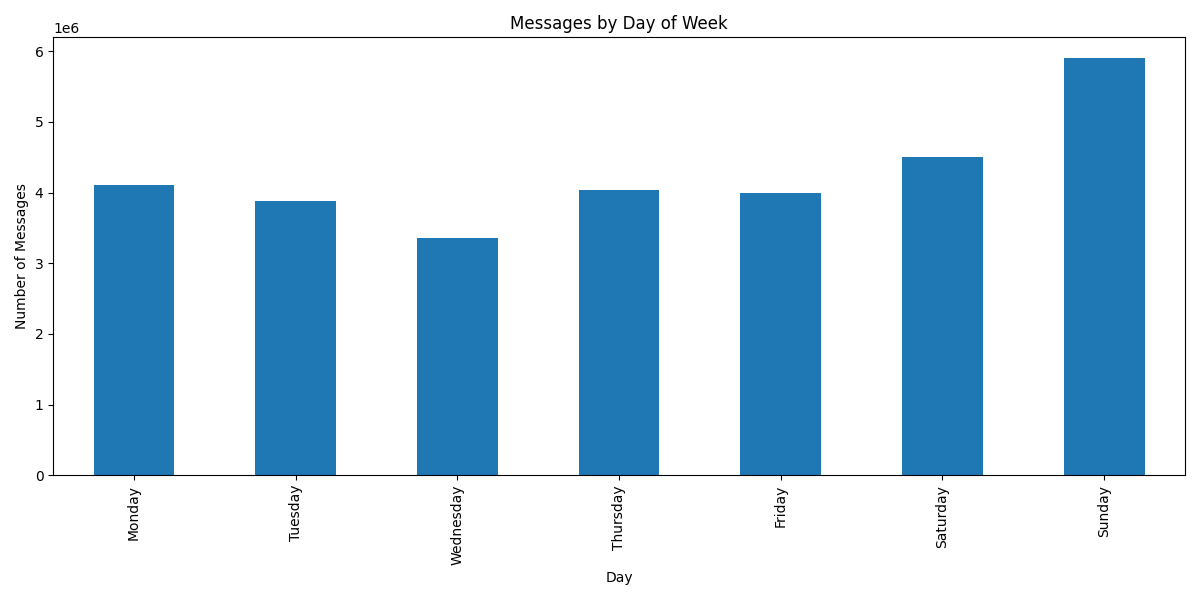 Messages by Day of Week
1e6
6
5
4
3
2
1
0
Number of Messages
Monday
Tuesday
Wednesday
Thursday
Friday
Saturday
Sunday
Day